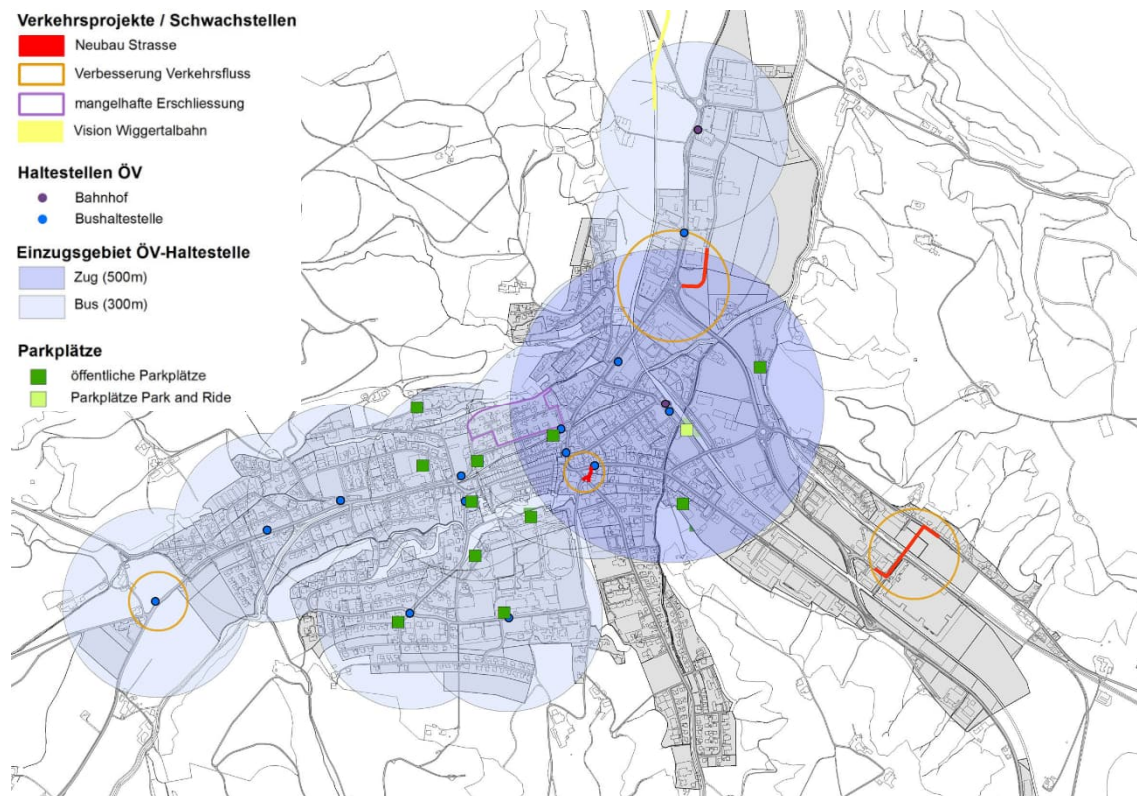 Verkehrsprojekte / Schwachstellen
Neubau Strasse
Verbesserung Verkehrsfluss
mangelhafte Erschliessung
Vision Wiggertalbahn
Haltestellen ÖV
Bahnhof
Bushaltestelle
Einzugsgebiet ÖV-Haltestelle
Zug (500m)
Bus (300m)
Parkplätze
öffentliche Parkplätze
Parkplätze Park and Ride